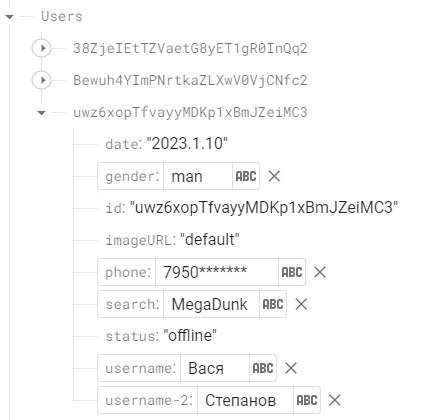 Users
38ZjeIEtTZVaetG8yET1gR0InQq2
Bewuh4YImPNrtkaZLXwV0VjCNfc2
uwz6xopTfvayyMDKp1xBmJZeiMC3
date: "2023.1.10"
gender: man ABC
id: "uwz6xopTfvayyMDKp1xBmJZeiMC3"
imageURL: "default"
phone: 7950******* ABC
search: MegaDunk ABC
status: "offline"
username: Вася ABC
username-2: Степанов ABC